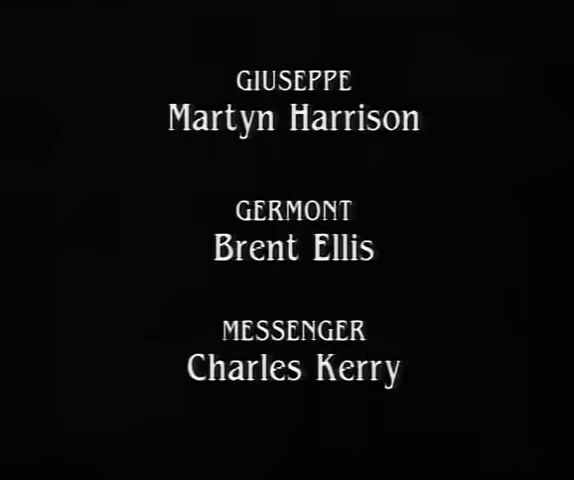 GIUSEPPE
Martyn Harrison
GERMONT
Brent Ellis
MESSENGER
Charles Kerry